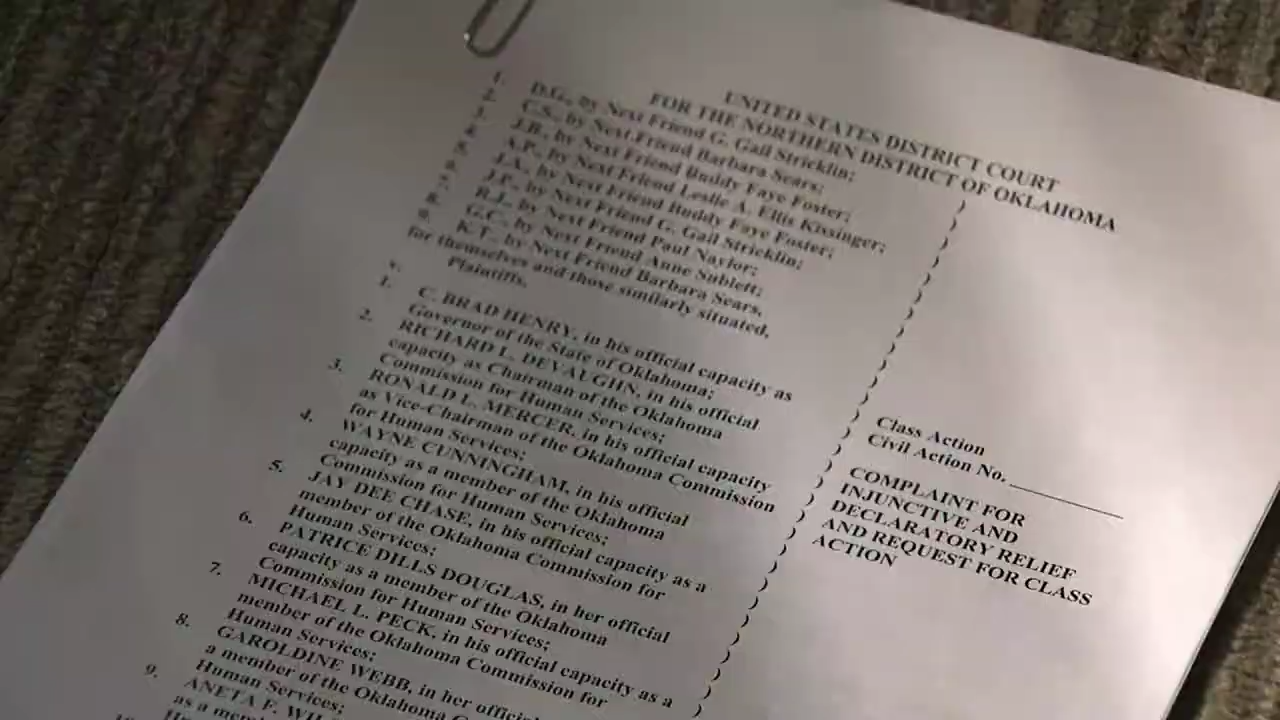 UNITED STATES DISTRICT COURT
FOR THE NORTHERN DISTRICT OF OKLAHOMA
1. D.G., by Next Friend G. Gail Stricklin;
2. C.S., by Next Friend Barbara Sears;
3. J.B., by Next Friend Buddy Faye Foster;
A.P., by Next Friend Leslie A. Ellis Kissinger;
5. J.A., by Next Friend Buddy Faye Foster;
6. J.P., by Next Friend G. Gail Stricklin;
7. R.J., by Next Friend Paul Naylor;
8. G.C., by Next Friend Anne Sublett;
9. K.T., by Next Friend Barbara Sears,
for themselves and those similarly situated,
Plaintiffs,
v.
1. C. BRAD HENRY, in his official capacity as
Governor of the State of Oklahoma;
2. RICHARD L. DEVAUGHN, in his official
capacity as Chairman of the Oklahoma
Commission for Human Services;
3. RONALD L. MERCER, in his official capacity
as Vice-Chairman of the Oklahoma Commission
for Human Services;
4. WAYNE CUNNINGHAM, in his official
capacity as a member of the Oklahoma
Commission for Human Services;
5. JAY DEE CHASE, in his official capacity as a
member of the Oklahoma Commission for
Human Services;
6. PATRICE DILLS DOUGLAS, in her official
capacity as a member of the Oklahoma
Commission for Human Services;
7. MICHAEL L. PECK, in his official capacity as a
member of the Oklahoma Commission for
Human Services;
8. GAROLDINE WEBB, in her official
a member of the Oklahoma
Human Services;
9. ANETA F.
as a
Class Action
Civil Action No. ____________
COMPLAINT FOR
INJUNCTIVE AND
DECLARATORY RELIEF
AND REQUEST FOR CLASS
ACTION